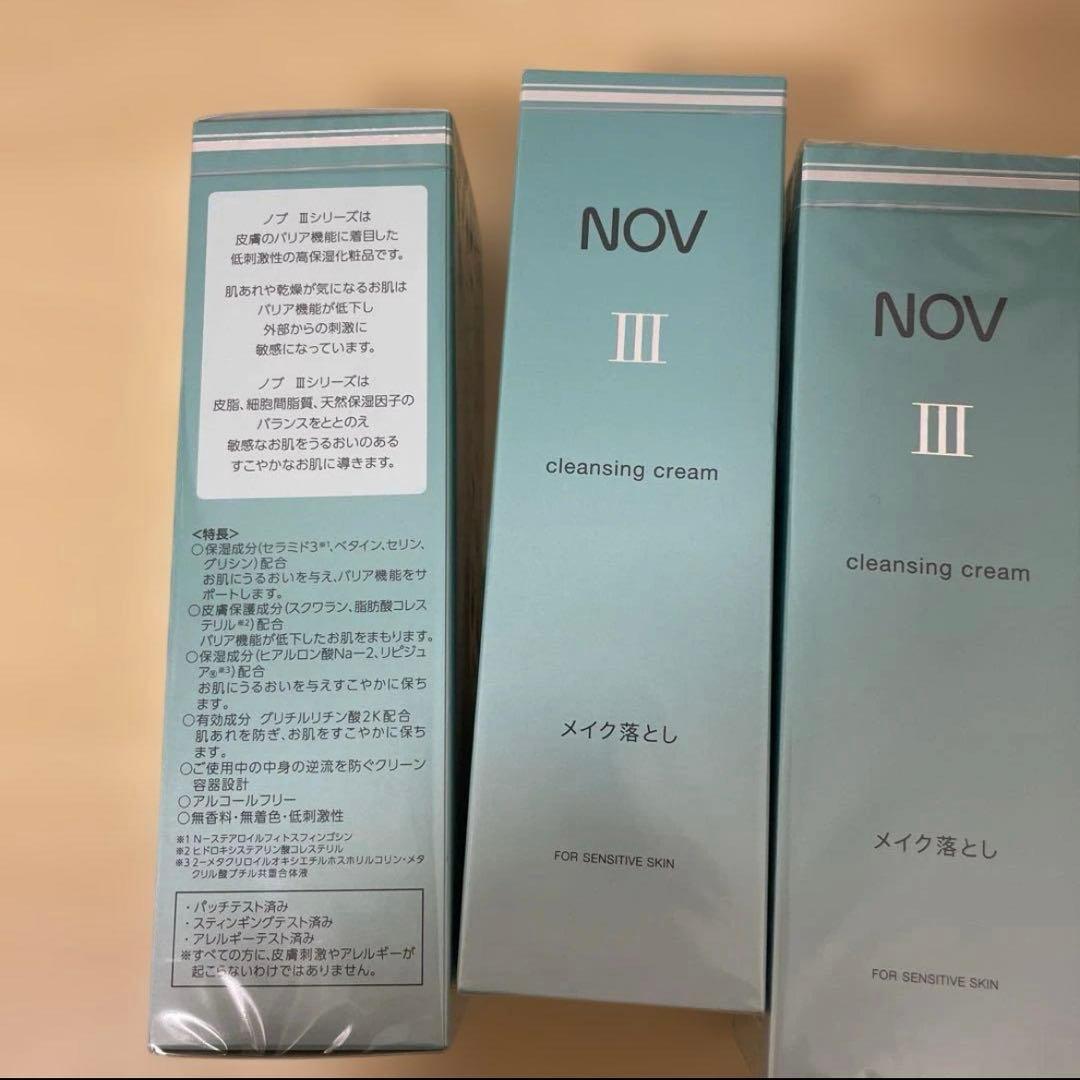 ノブ Ⅲシリーズは
皮膚のバリア機能に着目した
低刺激性の高保湿化粧品です。
肌あれや乾燥が気になるお肌は
バリア機能が低下し
外部からの刺激に
敏感になっています。
ノブ Ⅲシリーズは
皮脂、細胞間脂質、天然保湿因子の
バランスをととのえ
敏感なお肌をうるおいのある
すこやかなお肌に導きます。
<特長>
○保湿成分(セラミド3※1、ベタイン、セリン、
グリシン)配合
お肌にうるおいを与え、バリア機能をサ
ポートします。
○皮膚保護成分(スクワラン、脂肪酸コレス
テリル※2)配合
バリア機能が低下したお肌をまもります。
○保湿成分(ヒアルロン酸Na－2、リピジュ
ア®※3)配合
お肌にうるおいを与えすこやかに保ち
ます。
○有効成分 グリチルリチン酸2K配合
肌あれを防ぎ、お肌をすこやかに保ち
ます。
○ご使用中の中身の逆流を防ぐクリーン
容器設計
○アルコールフリー
○無香料・無着色・低刺激性
※1 N－ステアロイルフィトスフィンゴシン
※2 ヒドロキシステアリン酸コレステリル
※3 2－メタクリロイルオキシエチルホスホリルコリン・メタ
クリル酸ブチル共重合体液
・パッチテスト済み
・スティンギングテスト済み
・アレルギーテスト済み
※すべての方に、皮膚刺激やアレルギーが
起こらないわけではありません。
NOV
Ⅲ
cleansing cream
メイク落とし
FOR SENSITIVE SKIN
NOV
Ⅲ
cleansing cream
メイク落とし
FOR SENSITIVE SKIN